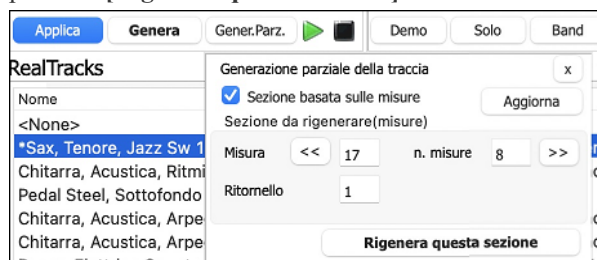 Applica Genera Gener.Parz. Demo Solo Band
RealTracks
Generazione parziale della traccia x
Nome
Sezione basata sulle misure Aggiorna
<None>
Sezione da rigenerare(misure)
*Sax, Tenore, Jazz Sw 1
Chitarra, Acustica, Ritmi
Misura << 17 n. misure 8 >>
Pedal Steel, Sottofondo
Ritornello 1
Chitarra, Acustica, Arpe
Chitarra, Acustica, Arpe
Rigenera questa sezione